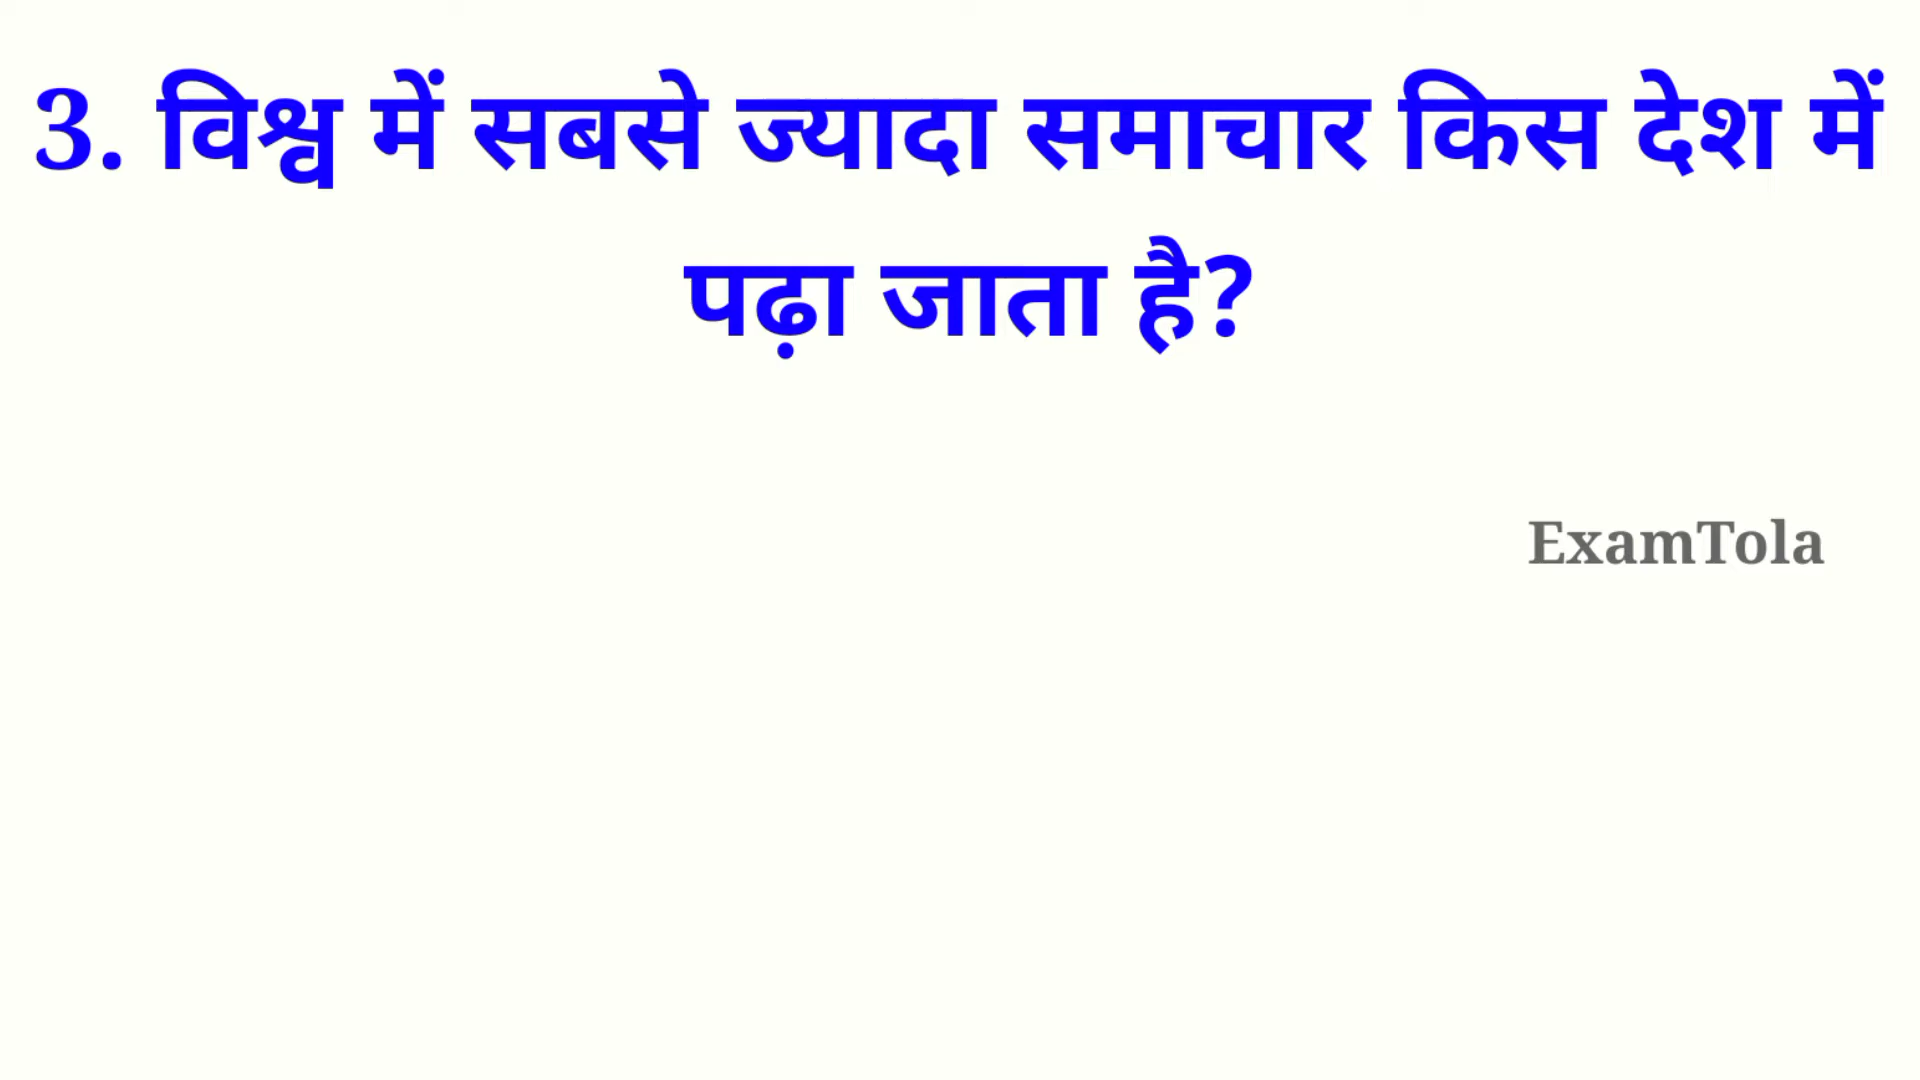 3. विश्व में सबसे ज्यादा समाचार किस देश में
पढ़ा जाता है?
ExamTola